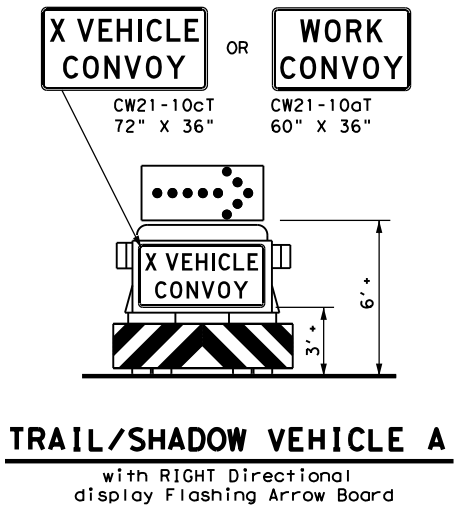 X VEHICLE
CONVOY
OR
WORK
CONVOY
CW21-10cT
72" X 36"
CW21-10aT
60" X 36"
X VEHICLE
CONVOY
6' +
3' +
TRAIL/SHADOW VEHICLE A
with RIGHT Directional
display Flashing Arrow Board